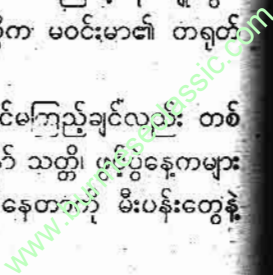 က မဝင်းမာ၏ တရုတ်
င်မကြည့်ချင်လည်း တစ်
သတ္တိ၊ ဖွင့်ပွဲနေ့ကများ
နေတာကို မီးပန်းတွေနဲ့
www.burmeseclassic.com